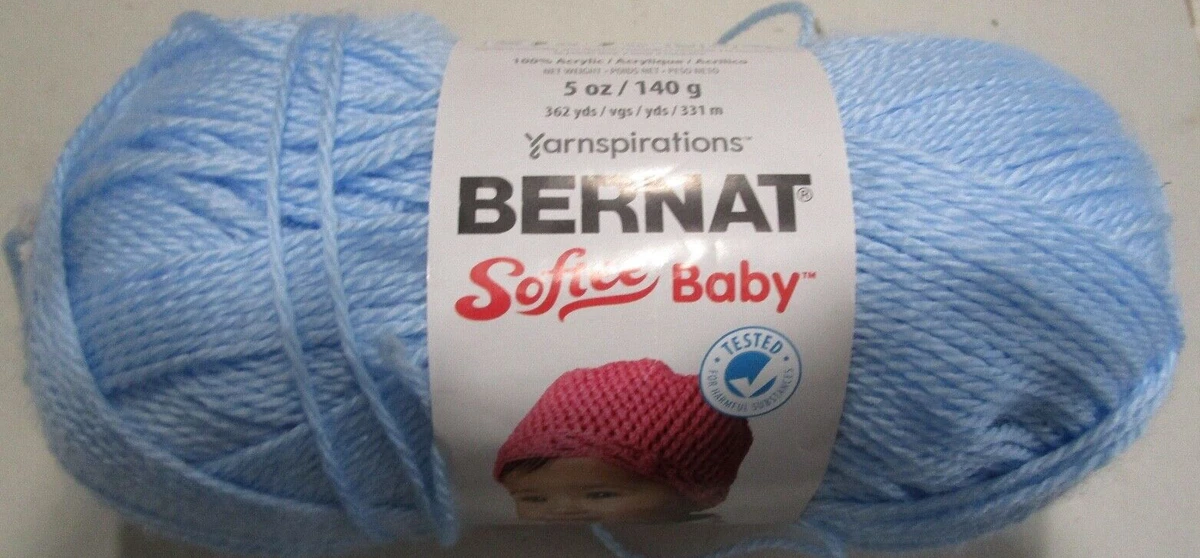 100% Acrylic / Acrylique / Acrílico
NET WEIGHT • POIDS NET • PESO NETO
5 oz / 140 g
362 yds / vgs / yds / 331 m
Yarnspirations™
BERNAT®
Softee Baby™
TESTED
FOR HARMFUL SUBSTANCES